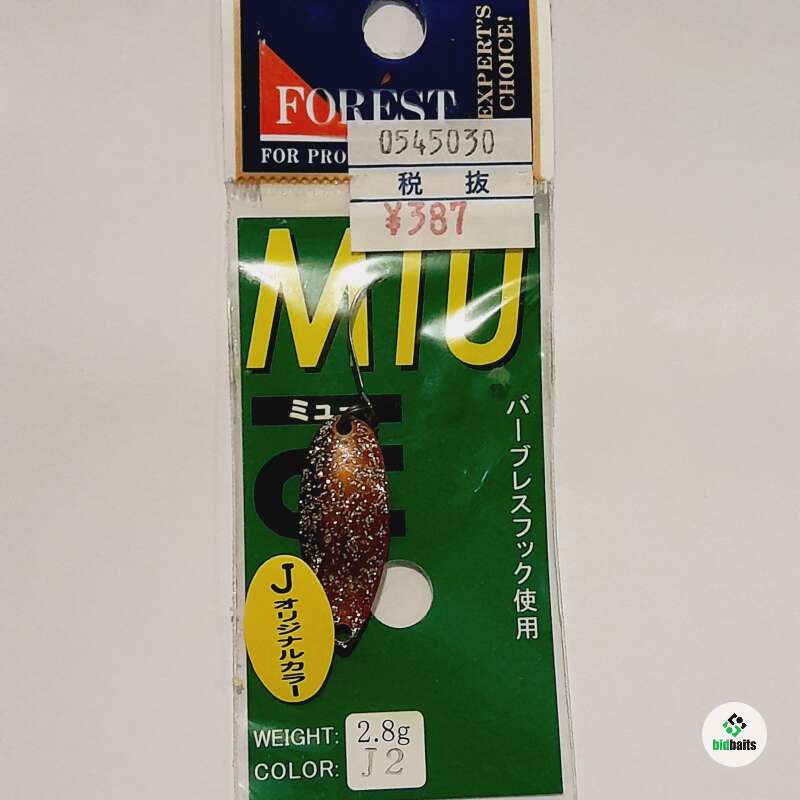 FORÉST
EXPERT'S
CHOICE!
FOR PRO
0545030
税 抜
¥387
MIU
ミュー
バーブレスフック使用
J
オリジナルカラー
WEIGHT: 2.8g
COLOR: J2
bidbaits